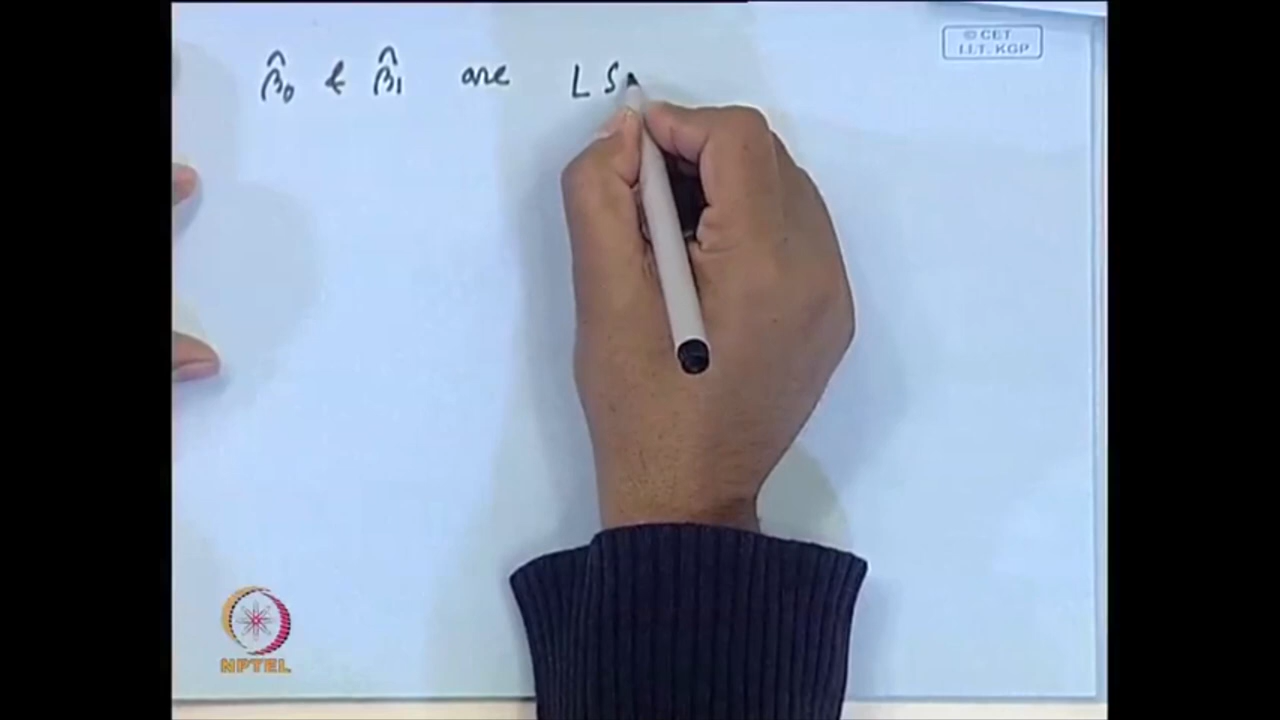 © CET
I.I.T. KGP
β̂₀ & β̂₁ are LS
NPTEL